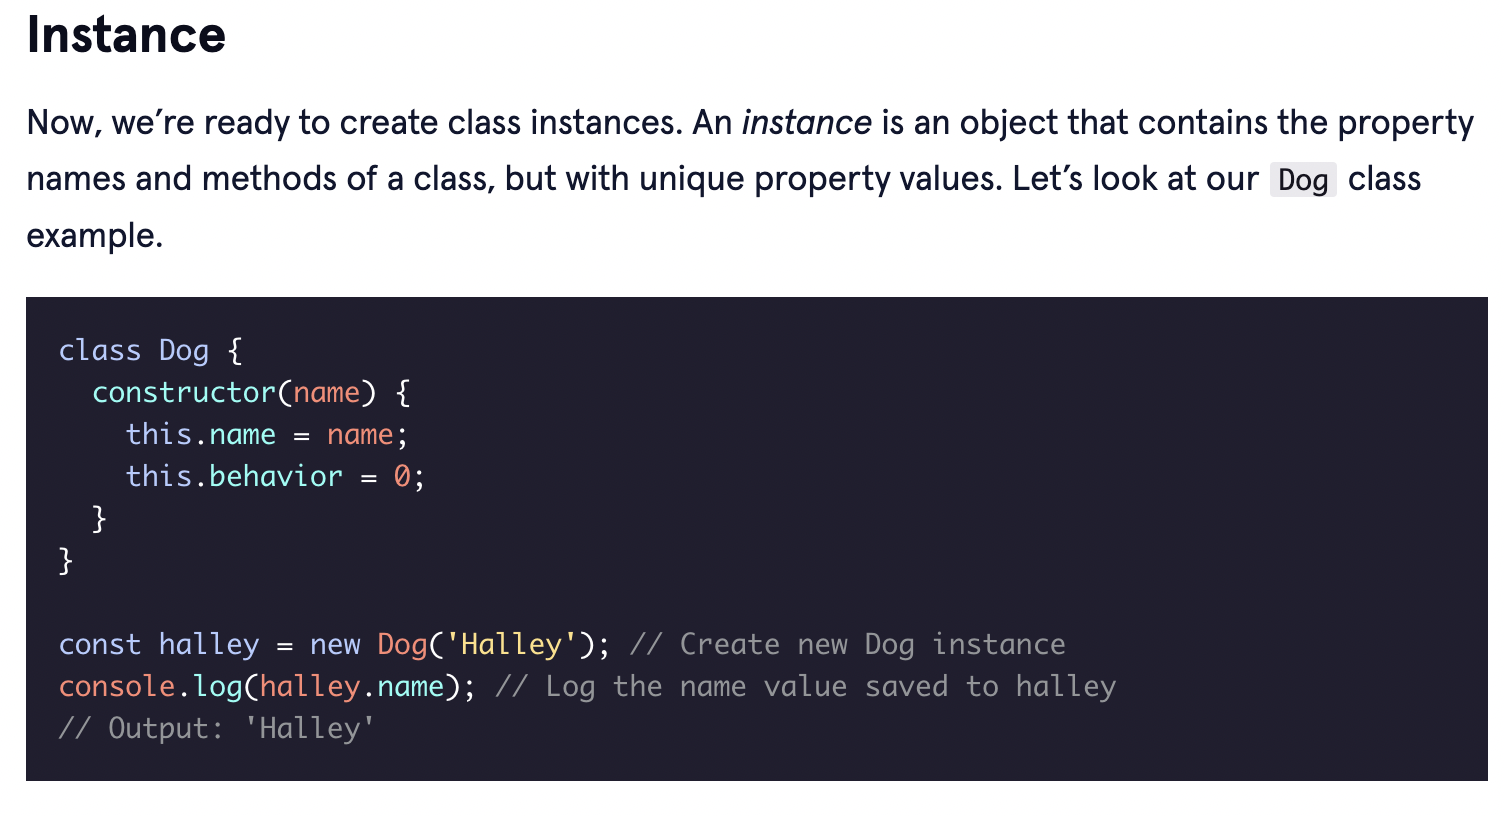 Instance
Now, we’re ready to create class instances. An instance is an object that contains the property
names and methods of a class, but with unique property values. Let’s look at our Dog class
example.
class Dog {
  constructor(name) {
    this.name = name;
    this.behavior = 0;
  }
}
const halley = new Dog('Halley'); // Create new Dog instance
console.log(halley.name); // Log the name value saved to halley
// Output: 'Halley'